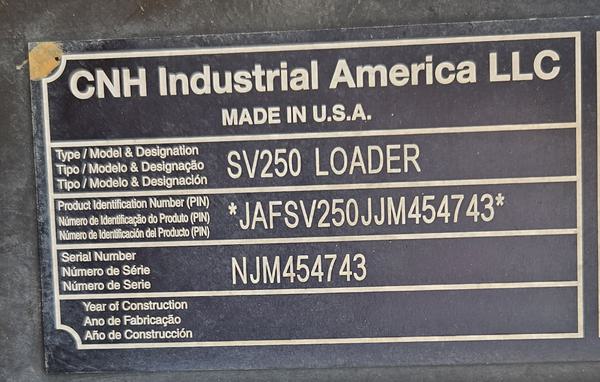 CNH Industrial America LLC
MADE IN U.S.A.
Type / Model & Designation
Tipo / Modelo & Designação
Tipo / Modelo & Designación
SV250 LOADER
Product Identification Number (PIN)
Número de Identificação do Produto (PIN)
Número de Identificación del Producto (PIN)
*JAFSV250JJM454743*
Serial Number
Número de Série
Número de Serie
NJM454743
Year of Construction
Ano de Fabricação
Año de Construcción